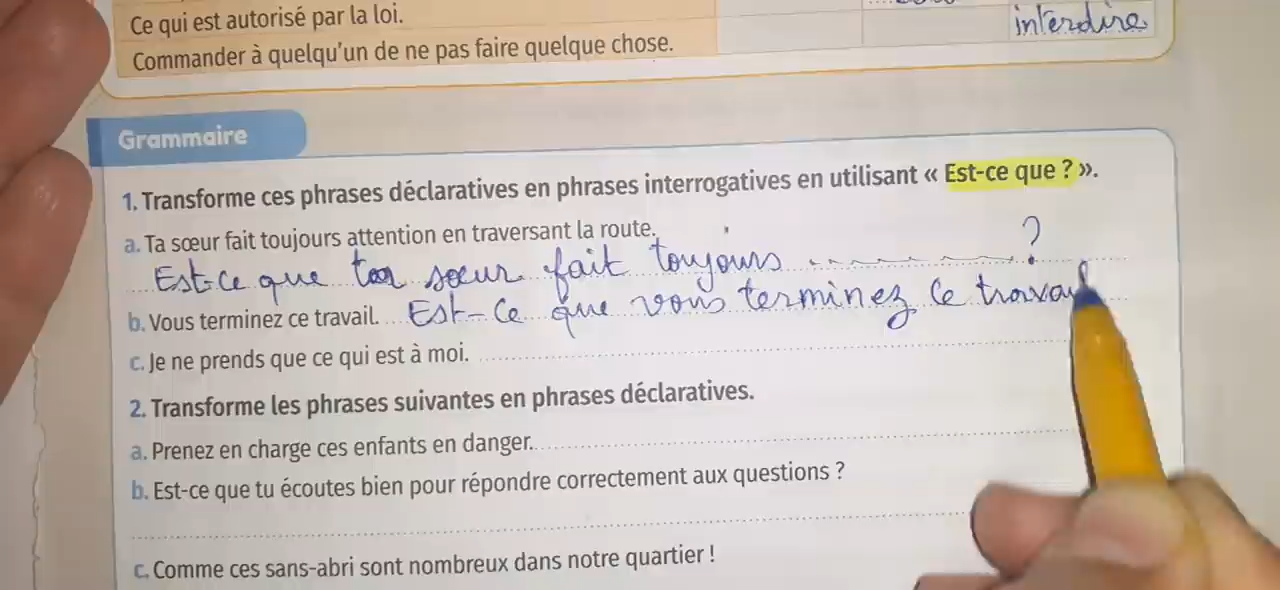 Ce qui est autorisé par la loi.
Commander à quelqu'un de ne pas faire quelque chose. interdire
Grammaire
1. Transforme ces phrases déclaratives en phrases interrogatives en utilisant « Est-ce que ? ».
a. Ta sœur fait toujours attention en traversant la route.
Est-ce que ta sœur fait toujours ........ ?
b. Vous terminez ce travail. Est-ce que vous terminez ce travail
c. Je ne prends que ce qui est à moi.
2. Transforme les phrases suivantes en phrases déclaratives.
a. Prenez en charge ces enfants en danger.
b. Est-ce que tu écoutes bien pour répondre correctement aux questions ?
c. Comme ces sans-abri sont nombreux dans notre quartier !